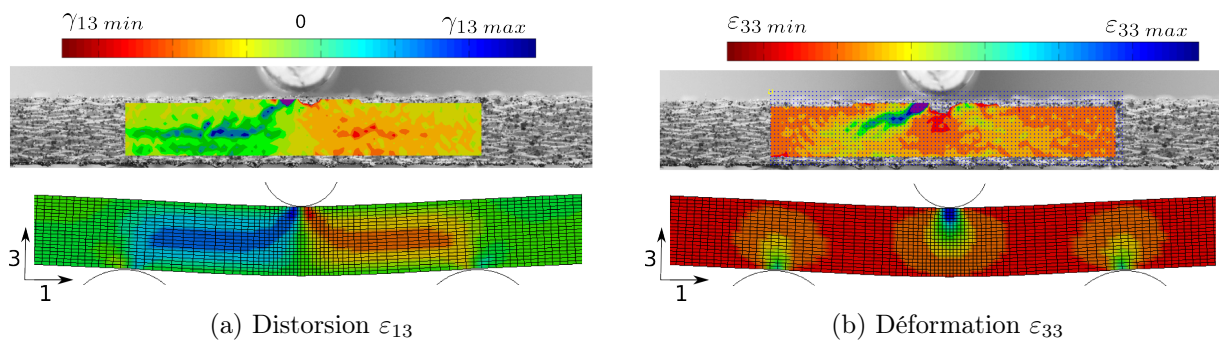 γ13 min 0 γ13 max
ε33 min ε33 max
3
1
3
1
(a) Distorsion ε13
(b) Déformation ε33